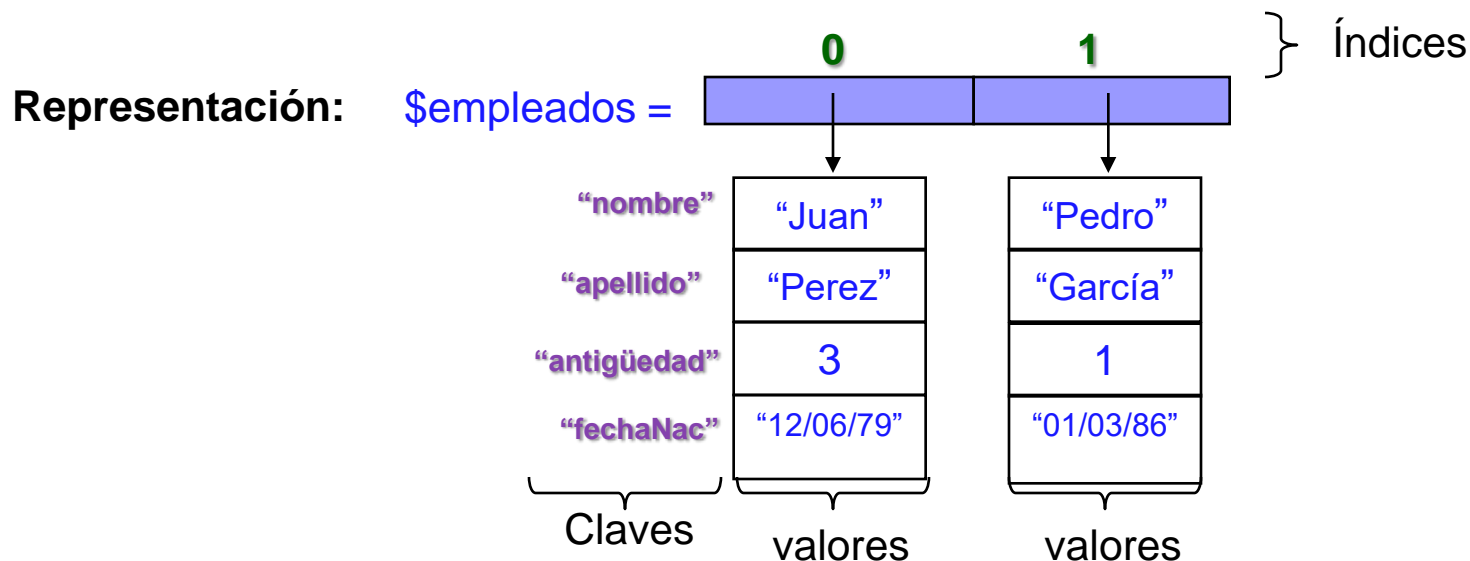 0 1 Índices
Representación: $empleados =
“nombre” “Juan” “Pedro”
“apellido” “Perez” “García”
“antigüedad” 3 1
“fechaNac” “12/06/79” “01/03/86”
Claves valores valores